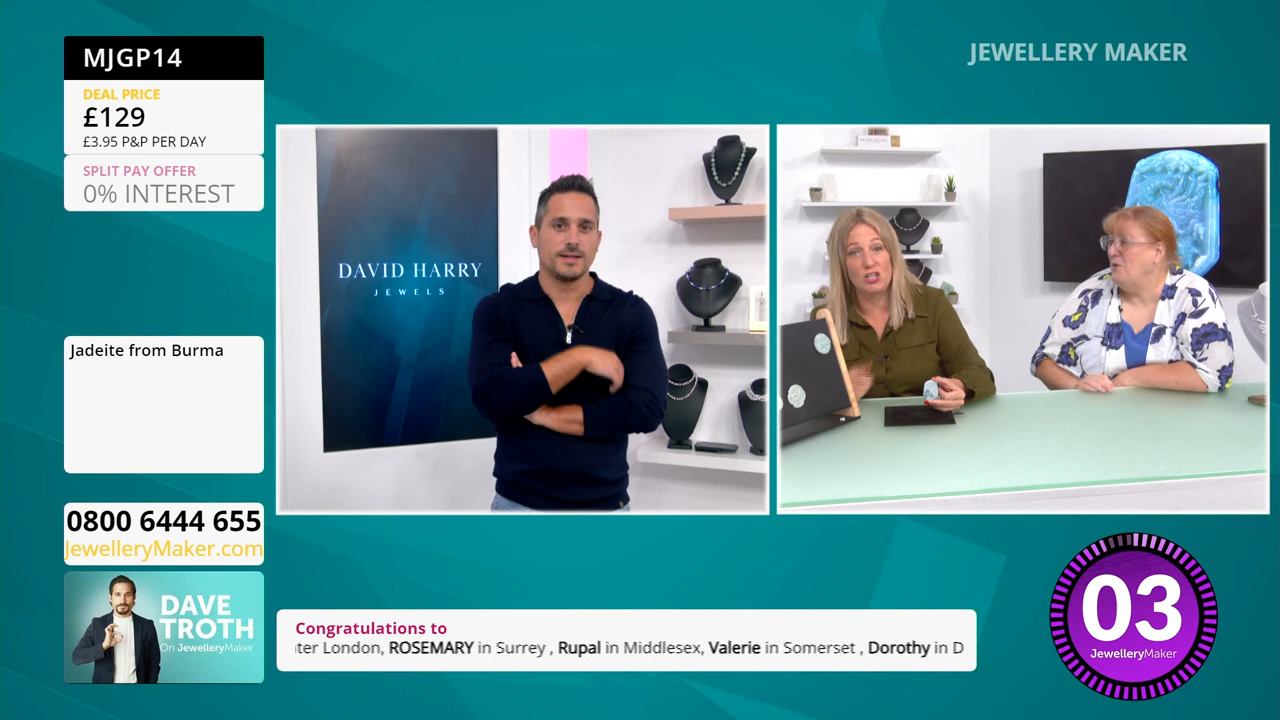 MJGP14
DEAL PRICE
£129
£3.95 P&P PER DAY
SPLIT PAY OFFER
0% INTEREST
JEWELLERY MAKER
DAVID HARRY
JEWELS
Jadeite from Burma
0800 6444 655
JewelleryMaker.com
DAVE
TROTH
On JewelleryMaker
Congratulations to
ter London, ROSEMARY in Surrey , Rupal in Middlesex, Valerie in Somerset , Dorothy in D
03
JewelleryMaker